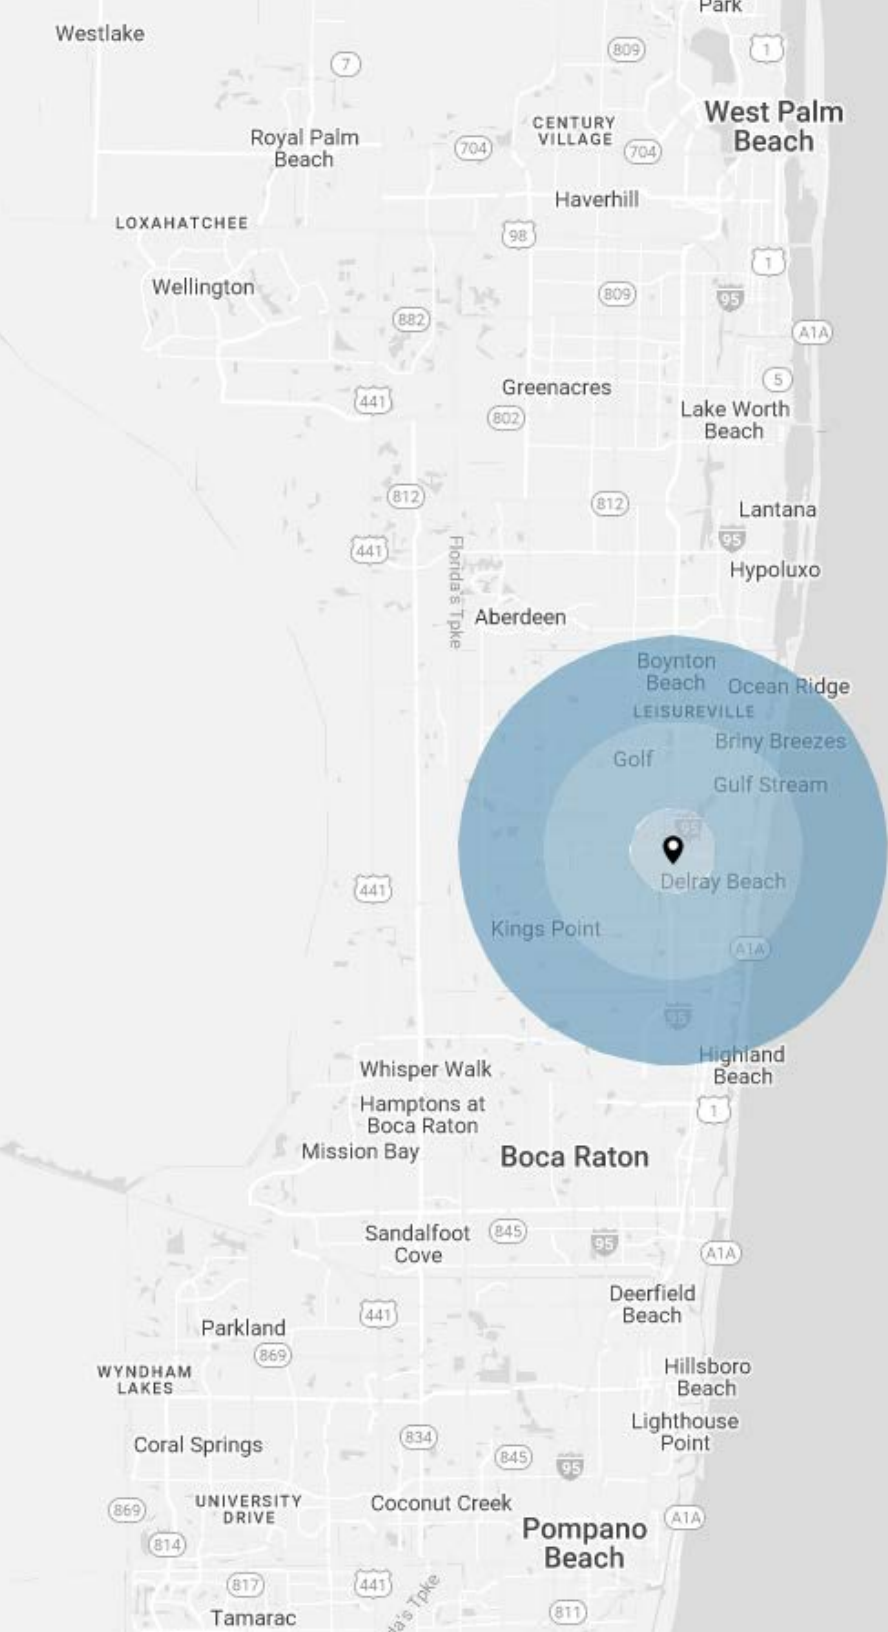 Park
Westlake
809
1
7
West Palm
Beach
CENTURY
VILLAGE
Royal Palm
Beach
704
704
Haverhill
LOXAHATCHEE
98
1
Wellington
809
95
882
A1A
5
Greenacres
441
802
Lake Worth
Beach
812
812
Lantana
95
441
Florida's Tpke
Hypoluxo
Aberdeen
Boynton
Beach
Ocean Ridge
LEISUREVILLE
Briny Breezes
Golf
Gulf Stream
95
Delray Beach
441
Kings Point
A1A
95
Highland
Beach
Whisper Walk
Hamptons at
Boca Raton
1
Mission Bay
Boca Raton
Sandalfoot
Cove
845
95
A1A
Deerfield
Beach
441
Parkland
869
WYNDHAM
LAKES
Hillsboro
Beach
Lighthouse
Point
Coral Springs
834
845
95
869
UNIVERSITY
DRIVE
Coconut Creek
A1A
Pompano
Beach
814
817
441
da's Tpke
811
Tamarac